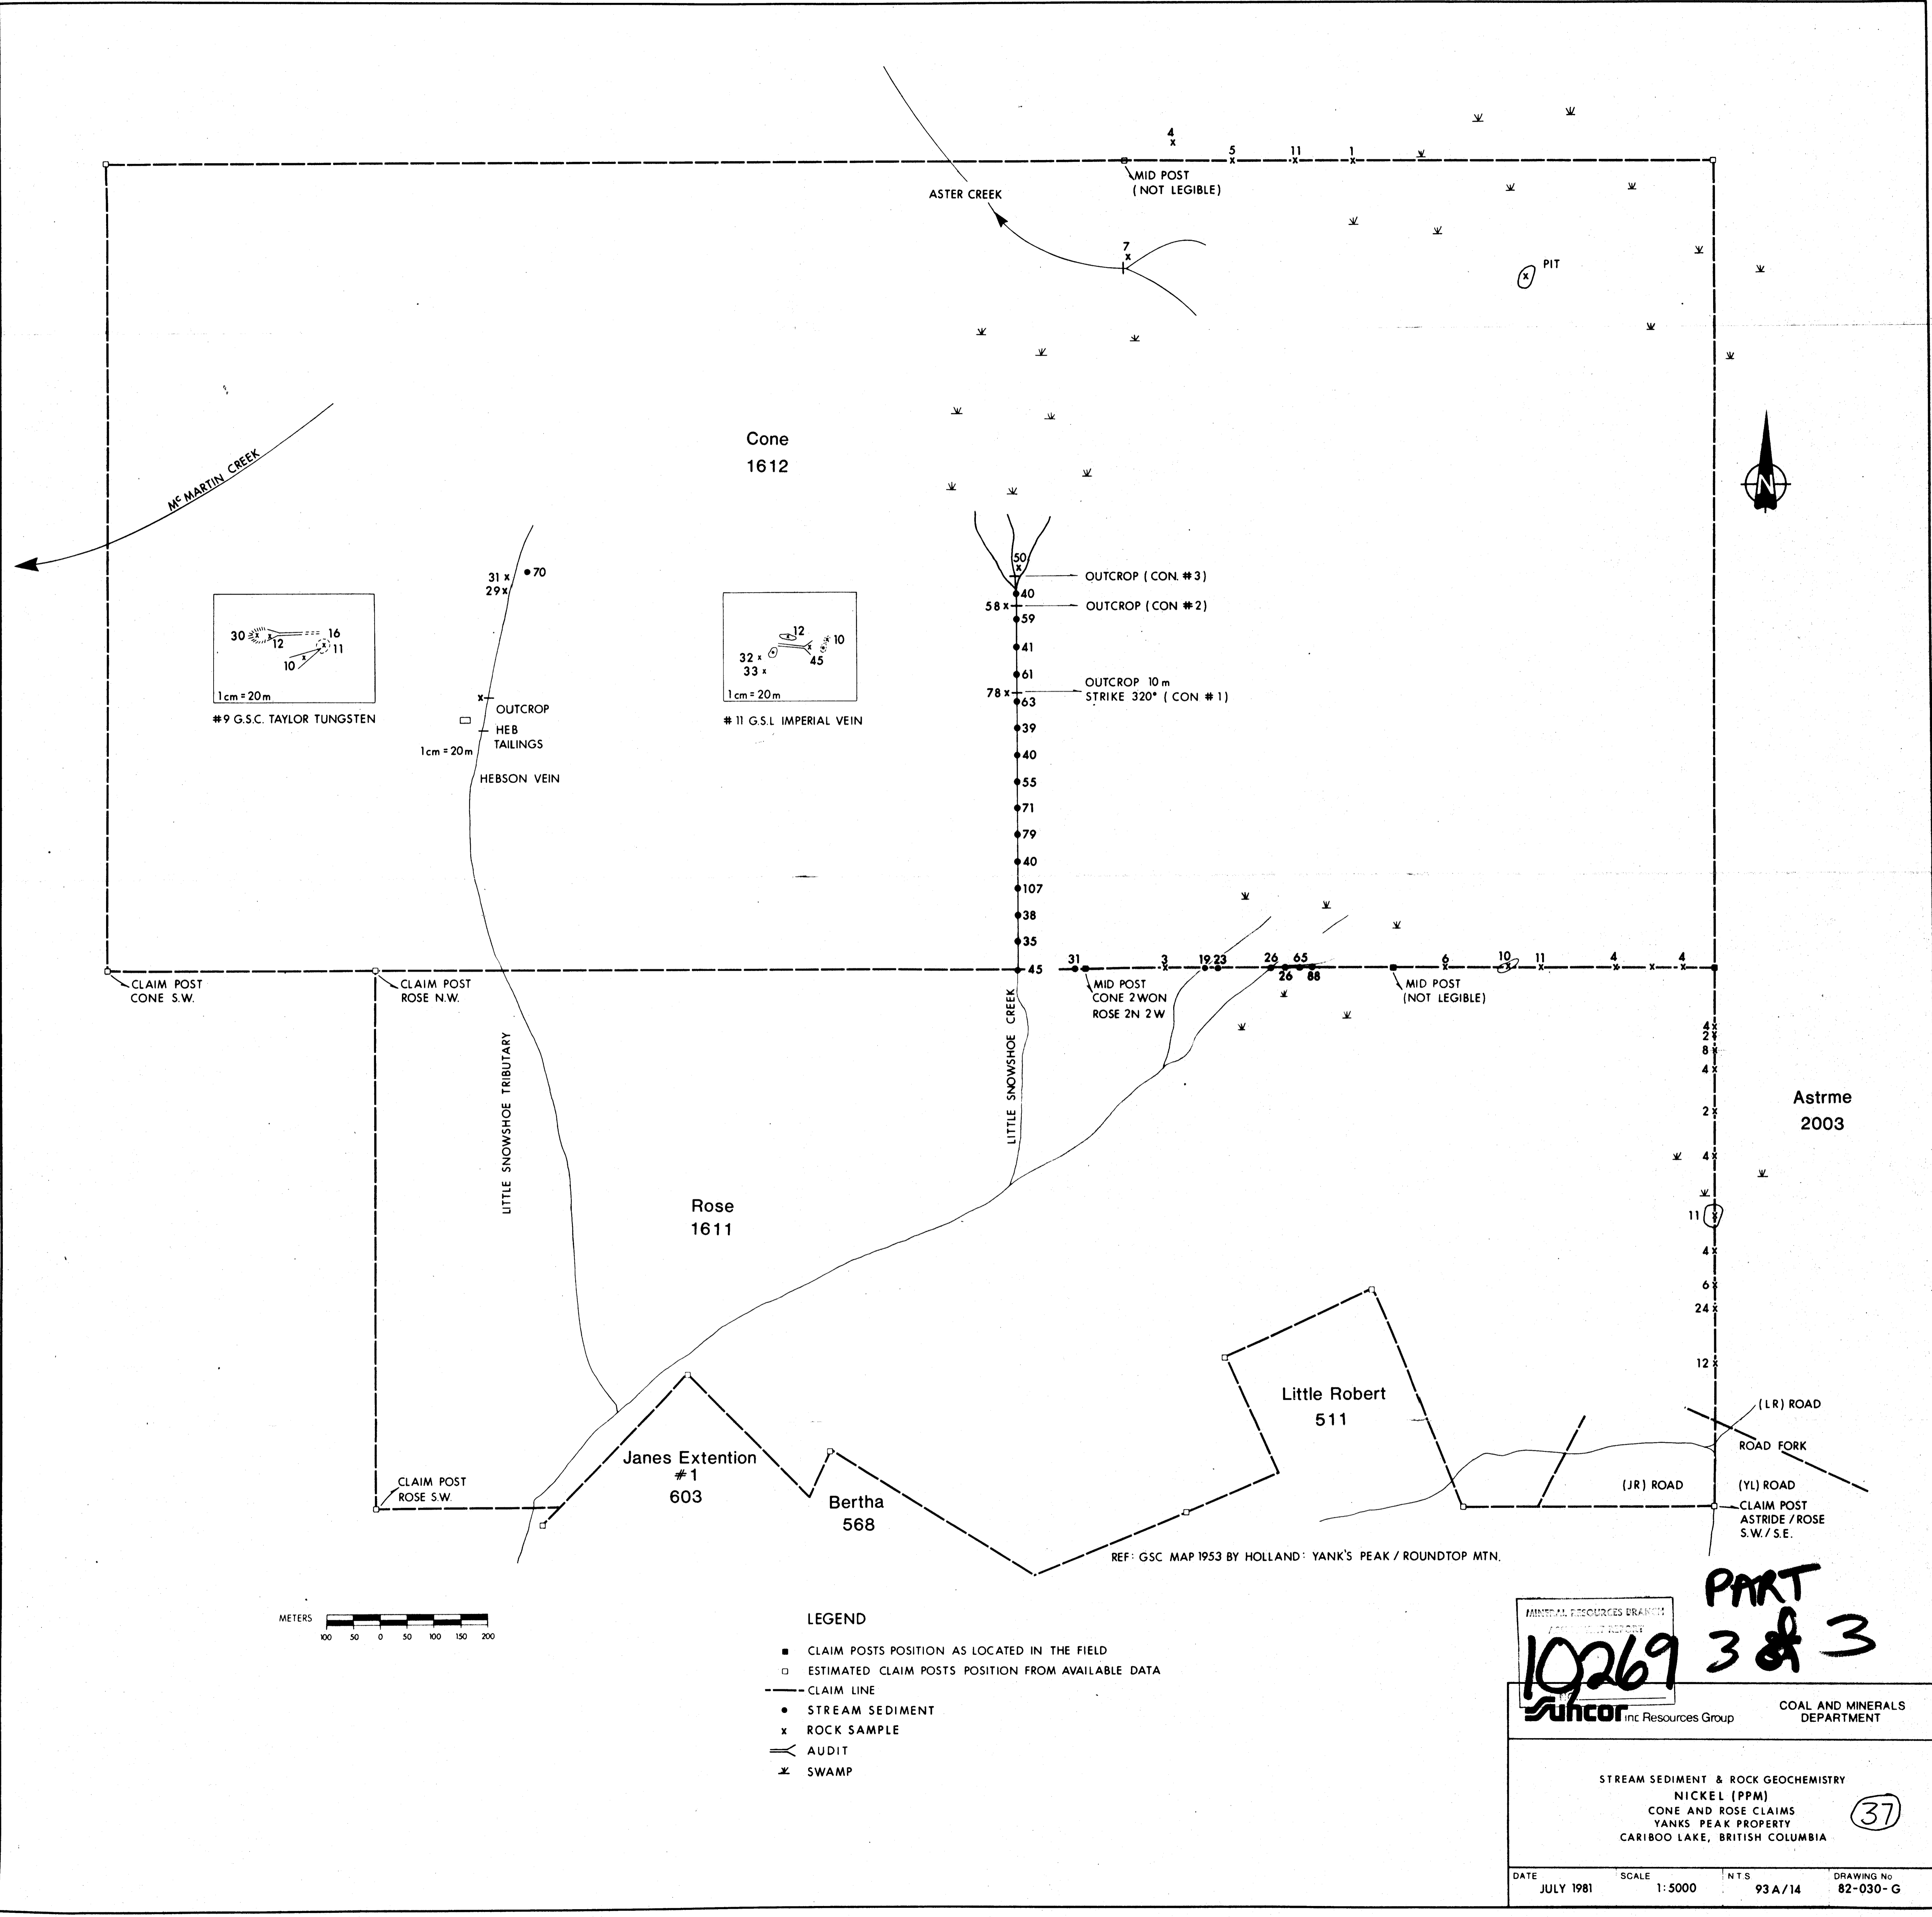 4
5
11
1
MID POST
(NOT LEGIBLE)
ASTER CREEK
7
PIT
Mc MARTIN CREEK
Cone
1612
N
31
29
70
50
OUTCROP (CON. #3)
40
58
OUTCROP (CON #2)
59
41
61
78
OUTCROP 10 m
STRIKE 320° (CON #1)
63
39
40
55
71
79
40
107
38
35
45
30
12
16
11
10
1cm = 20m
#9 G.S.C. TAYLOR TUNGSTEN
12
10
32
33
45
1cm = 20m
#11 G.S.L IMPERIAL VEIN
OUTCROP
HEB
TAILINGS
1cm = 20m
HEBSON VEIN
CLAIM POST
CONE S.W.
CLAIM POST
ROSE N.W.
31
MID POST
CONE 2WON
ROSE 2N 2W
3
19
23
26
26
65
88
MID POST
(NOT LEGIBLE)
6
10
11
4
4
LITTLE SNOWSHOE TRIBUTARY
LITTLE SNOWSHOE CREEK
4
2
8
4
2
4
11
4
6
24
12
Astrme
2003
Rose
1611
Little Robert
511
Janes Extention
#1
603
Bertha
568
CLAIM POST
ROSE S.W.
(LR) ROAD
ROAD FORK
(JR) ROAD
(YL) ROAD
CLAIM POST
ASTRIDE / ROSE
S.W. / S.E.
REF: GSC MAP 1953 BY HOLLAND: YANK'S PEAK / ROUNDTOP MTN.
METERS
100 50 0 50 100 150 200
LEGEND
CLAIM POSTS POSITION AS LOCATED IN THE FIELD
ESTIMATED CLAIM POSTS POSITION FROM AVAILABLE DATA
CLAIM LINE
STREAM SEDIMENT
ROCK SAMPLE
AUDIT
SWAMP
PART
3 of 3
MINERAL RESOURCES BRANCH
10,269
Suncor Inc Resources Group
COAL AND MINERALS
DEPARTMENT
STREAM SEDIMENT & ROCK GEOCHEMISTRY
NICKEL (PPM)
CONE AND ROSE CLAIMS
YANKS PEAK PROPERTY
CARIBOO LAKE, BRITISH COLUMBIA
37
DATE
JULY 1981
SCALE
1:5000
N.T.S
93 A/14
DRAWING No
82-030-G